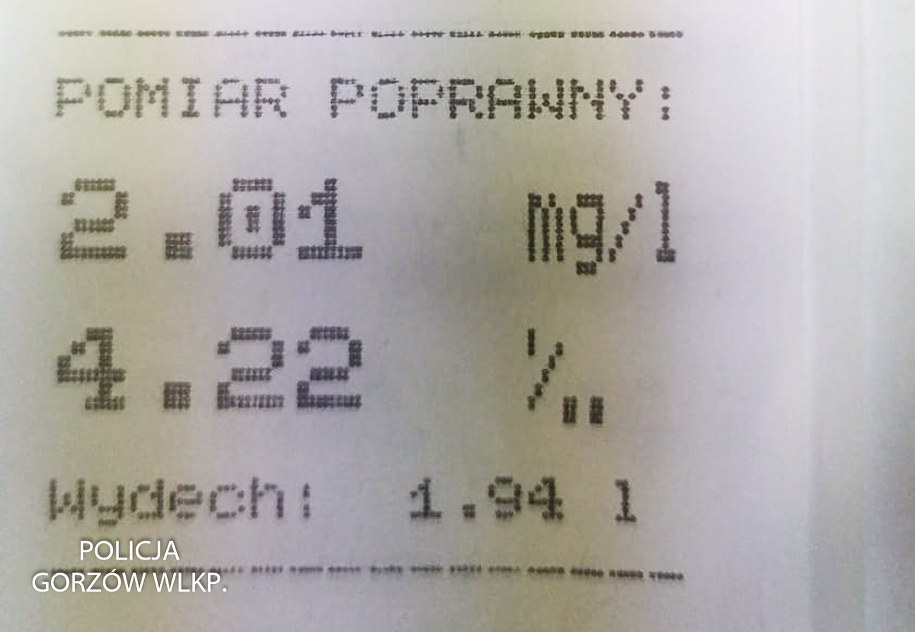 POMIAR POPRAWNY:
2.01 mg/l
4.22 ‰
Wydech: 1.94 l
POLICJA
GORZÓW WLKP.